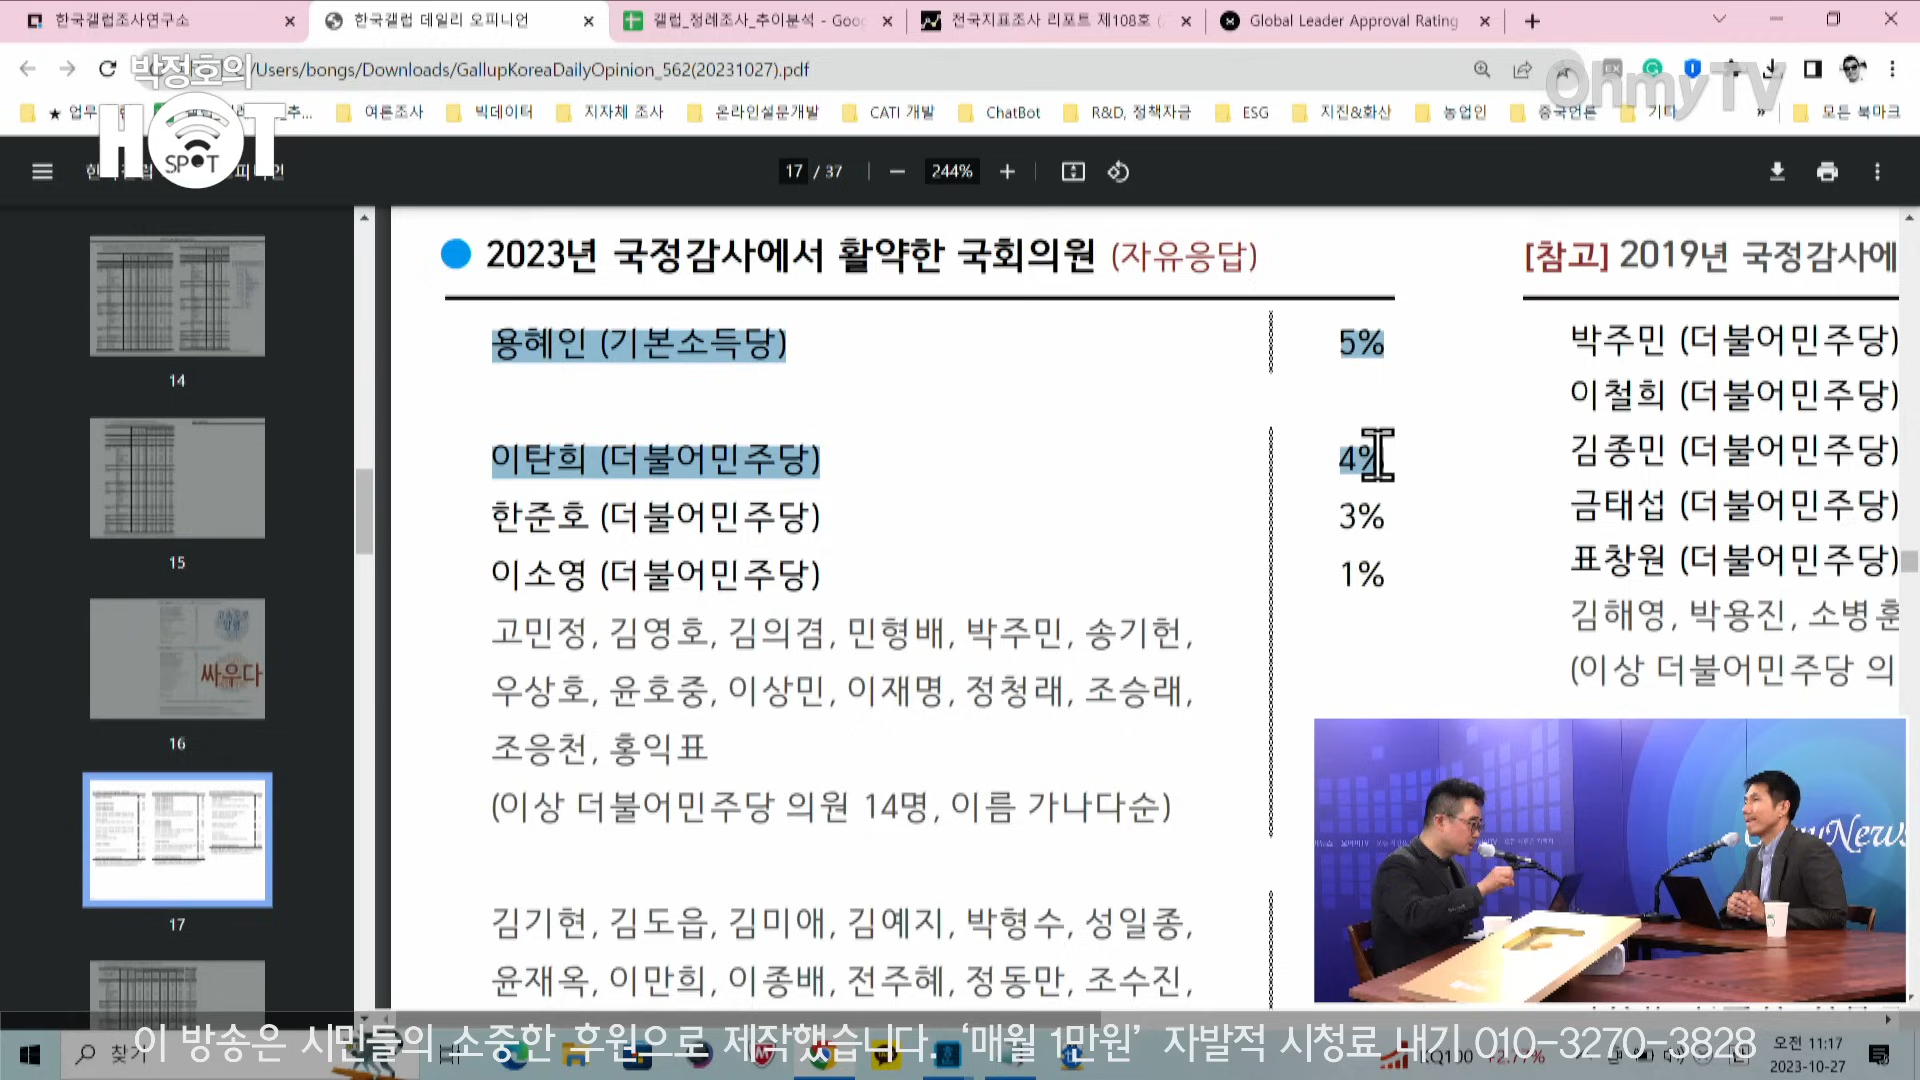 한국갤럽조사연구소
한국갤럽 데일리 오피니언
갤럽_정례조사_추이분석 - Goo
전국지표조사 리포트 제108호
Global Leader Approval Rating
박정호의
/Users/bongs/Downloads/GallupKoreaDailyOpinion_562(20231027).pdf
OhmyTV
여론조사
빅데이터
지자체 조사
온라인설문개발
CATI 개발
ChatBot
R&D, 정책자금
ESG
지진&화산
농업인
중국언론
기타
»
모든 북마크
HOT
SPOT
17 / 37
244%
2023년 국정감사에서 활약한 국회의원 (자유응답)
용혜인 (기본소득당) 5%
이탄희 (더불어민주당) 4%
한준호 (더불어민주당) 3%
이소영 (더불어민주당) 1%
고민정, 김영호, 김의겸, 민형배, 박주민, 송기헌,
우상호, 윤호중, 이상민, 이재명, 정청래, 조승래,
조응천, 홍익표
(이상 더불어민주당 의원 14명, 이름 가나다순)
김기현, 김도읍, 김미애, 김예지, 박형수, 성일종,
윤재옥, 이만희, 이종배, 전주혜, 정동만, 조수진,
[참고] 2019년 국정감사에
박주민 (더불어민주당)
이철희 (더불어민주당)
김종민 (더불어민주당)
금태섭 (더불어민주당)
표창원 (더불어민주당)
김해영, 박용진, 소병훈
(이상 더불어민주당 의
14
15
싸우다
16
17
이 방송은 시민들의 소중한 후원으로 제작했습니다. ‘매월 1만원’ 자발적 시청료 내기 010-3270-3828
찾기
오전 11:17
2023-10-27